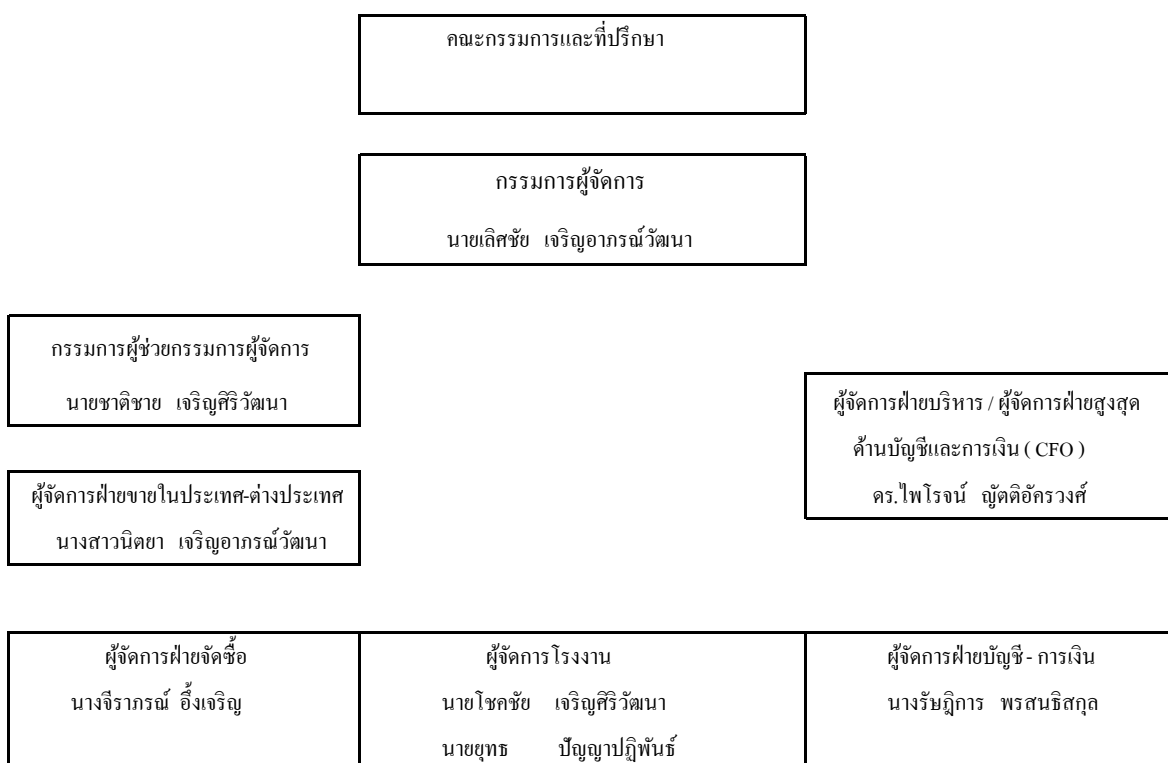 คณะกรรมการและที่ปรึกษา
กรรมการผู้จัดการ
นายเลิศชัย เจริญอาภรณ์วัฒนา
กรรมการผู้ช่วยกรรมการผู้จัดการ
นายชาติชาย เจริญศิริวัฒนา
ผู้จัดการฝ่ายบริหาร / ผู้จัดการฝ่ายสูงสุด
ด้านบัญชีและการเงิน ( CFO )
ดร.ไพโรจน์ ญัตติอัครวงศ์
ผู้จัดการฝ่ายขายในประเทศ-ต่างประเทศ
นางสาวนิตยา เจริญอาภรณ์วัฒนา
ผู้จัดการฝ่ายจัดซื้อ
นางจีราภรณ์ อึ้งเจริญ
ผู้จัดการโรงงาน
นายโชคชัย เจริญศิริวัฒนา
นายยุทธ ปัญญาปฏิพันธ์
ผู้จัดการฝ่ายบัญชี - การเงิน
นางรัษฎิการ พรสนธิสกุล